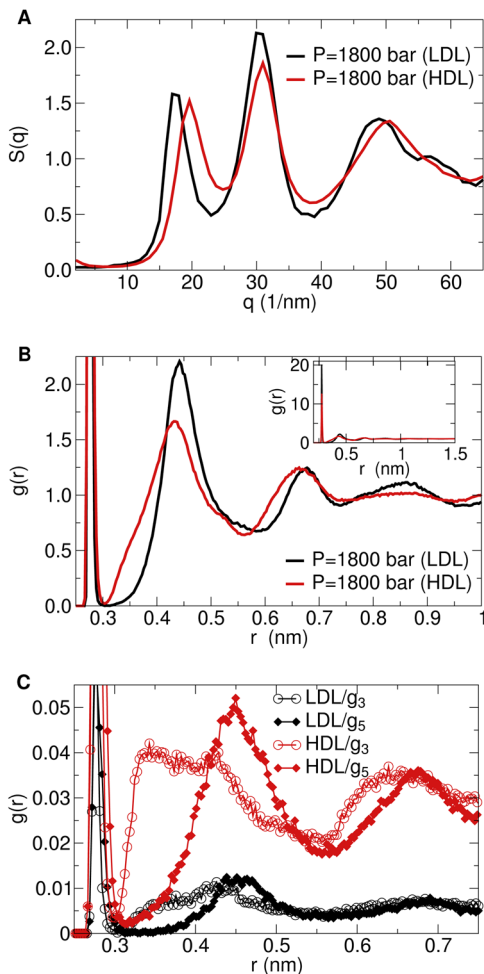 A
2.0
1.5
1.0
0.5
0.0
S(q)
P=1800 bar (LDL)
P=1800 bar (HDL)
10 20 30 40 50 60
q (1/nm)
B
2.0
1.5
1.0
0.5
0.0
g(r)
20
10
0
g(r)
0.5 1 1.5
r (nm)
P=1800 bar (LDL)
P=1800 bar (HDL)
0.3 0.4 0.5 0.6 0.7 0.8 0.9 1
r (nm)
C
0.05
0.04
0.03
0.02
0.01
0
g(r)
LDL/g3
LDL/g5
HDL/g3
HDL/g5
0.3 0.4 0.5 0.6 0.7
r (nm)